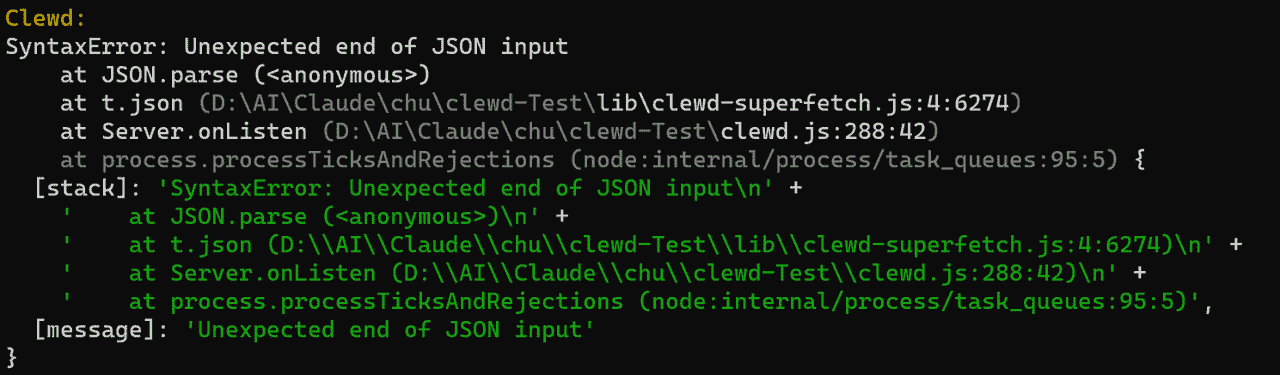 Clewd:
SyntaxError: Unexpected end of JSON input
    at JSON.parse (<anonymous>)
    at t.json (D:\AI\Claude\chu\clewd-Test\lib\clewd-superfetch.js:4:6274)
    at Server.onListen (D:\AI\Claude\chu\clewd-Test\clewd.js:288:42)
    at process.processTicksAndRejections (node:internal/process/task_queues:95:5) {
  [stack]: 'SyntaxError: Unexpected end of JSON input\n' +
    '    at JSON.parse (<anonymous>)\n' +
    '    at t.json (D:\\AI\\Claude\\chu\\clewd-Test\\lib\\clewd-superfetch.js:4:6274)\n' +
    '    at Server.onListen (D:\\AI\\Claude\\chu\\clewd-Test\\clewd.js:288:42)\n' +
    '    at process.processTicksAndRejections (node:internal/process/task_queues:95:5)',
  [message]: 'Unexpected end of JSON input'
}